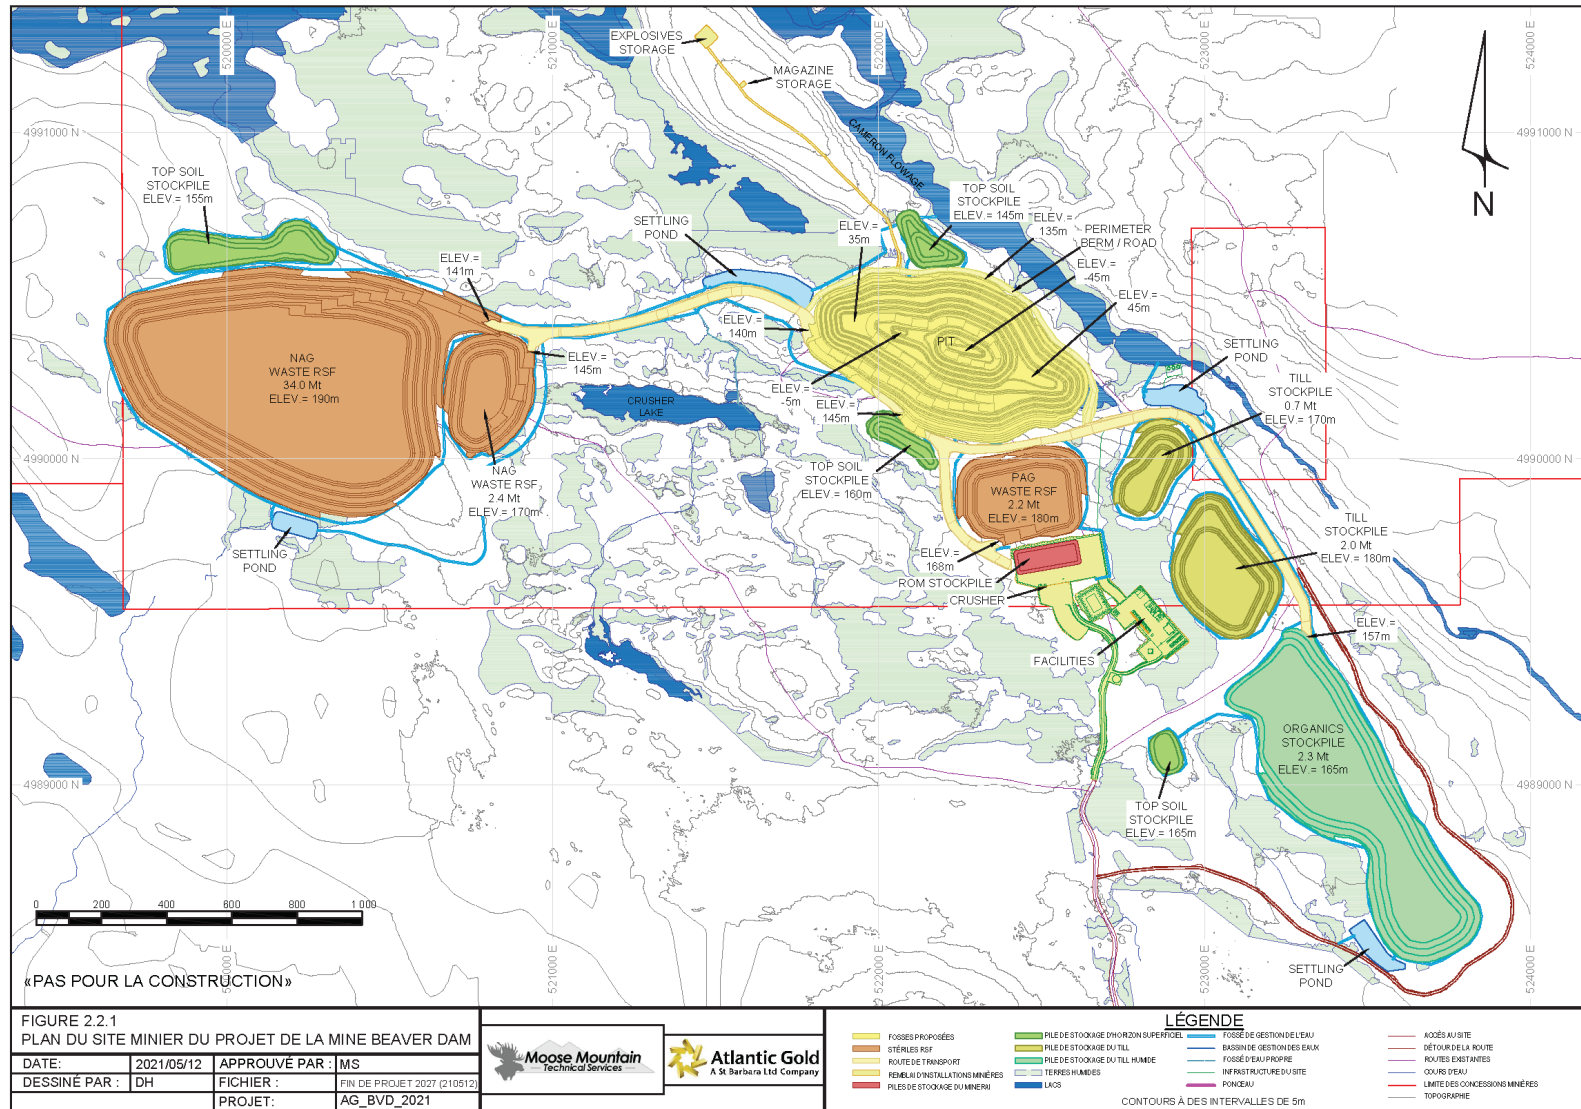 520000 E
521000 E
522000 E
523000 E
524000 E
4991000 N
4991000 N
EXPLOSIVES
STORAGE
MAGAZINE
STORAGE
CAMERON FLOWAGE
N
TOP SOIL
STOCKPILE
ELEV.= 155m
SETTLING
POND
ELEV.=
35m
TOP SOIL
STOCKPILE
ELEV.= 145m
ELEV.=
135m
PERIMETER
BERM / ROAD
ELEV.=
141m
ELEV.=
-45m
ELEV.=
45m
ELEV.=
140m
PIT
SETTLING
POND
NAG
WASTE RSF
34.0 Mt
ELEV.= 190m
ELEV.=
145m
ELEV.=
-5m
CRUSHER
LAKE
ELEV.=
145m
TILL
STOCKPILE
0.7 Mt
ELEV.= 170m
4990000 N
4990000 N
NAG
WASTE RSF
2.4 Mt
ELEV.= 170m
TOP SOIL
STOCKPILE
ELEV.= 160m
PAG
WASTE RSF
2.2 Mt
ELEV.= 180m
TILL
STOCKPILE
2.0 Mt
ELEV.= 180m
SETTLING
POND
ELEV.=
168m
ROM STOCKPILE
CRUSHER
FACILITIES
ELEV.=
157m
ORGANICS
STOCKPILE
2.3 Mt
ELEV.= 165m
4989000 N
4989000 N
TOP SOIL
STOCKPILE
ELEV.= 165m
SETTLING
POND
0 200 400 600 800 1 000
520000 E
521000 E
522000 E
523000 E
524000 E
«PAS POUR LA CONSTRUCTION»
FIGURE 2.2.1
PLAN DU SITE MINIER DU PROJET DE LA MINE BEAVER DAM
DATE: 2021/05/12 APPROUVÉ PAR : MS
DESSINÉ PAR : DH FICHIER : FIN DE PROJET 2027 (210512)
PROJET: AG_BVD_2021
Moose Mountain
Technical Services
Atlantic Gold
A St Barbara Ltd Company
LÉGENDE
FOSSES PROPOSÉES
STÉRILES RSF
ROUTE DE TRANSPORT
REMBLAI D'INSTALLATIONS MINIÈRES
PILES DE STOCKAGE DU MINERAI
PILE DE STOCKAGE D'HORIZON SUPERFICIEL
PILE DE STOCKAGE DU TILL
PILE DE STOCKAGE DU TILL HUMIDE
TERRES HUMIDES
LACS
FOSSÉ DE GESTION DE L'EAU
BASSIN DE GESTION DES EAUX
FOSSÉ D'EAU PROPRE
INFRASTRUCTURE DU SITE
PONCEAU
ACCÈS AU SITE
DÉTOUR DE LA ROUTE
ROUTES EXISTANTES
COURS D'EAU
LIMITE DES CONCESSIONS MINIÈRES
TOPOGRAPHIE
CONTOURS À DES INTERVALLES DE 5m